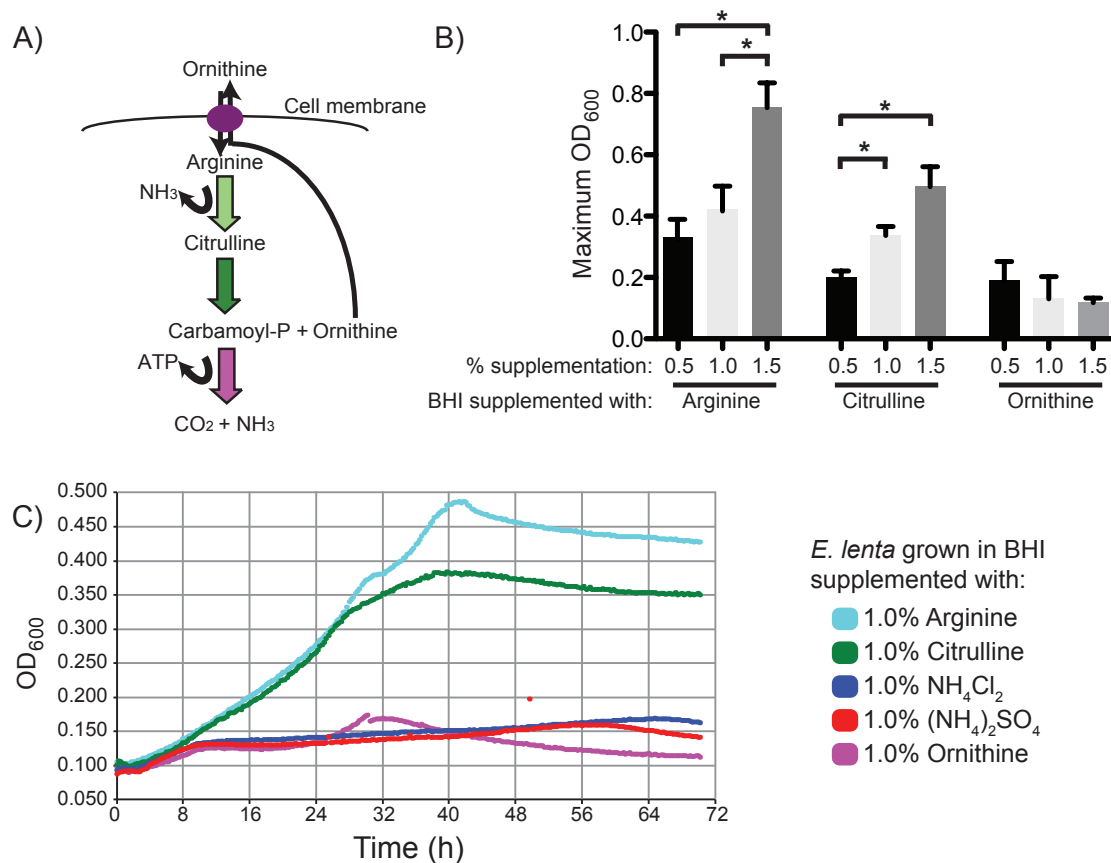 A)
Ornithine
Cell membrane
Arginine
NH₃
Citrulline
Carbamoyl-P + Ornithine
ATP
CO₂ + NH₃
B)
Maximum OD₆₀₀
1.0
0.8
0.6
0.4
0.2
0.0
* *
* *
% supplementation: 0.5 1.0 1.5 0.5 1.0 1.5 0.5 1.0 1.5
BHI supplemented with: Arginine Citrulline Ornithine
C)
OD₆₀₀
0.500
0.450
0.400
0.350
0.300
0.250
0.200
0.150
0.100
0.050
0 8 16 24 32 40 48 56 64 72
Time (h)
E. lenta grown in BHI
supplemented with:
1.0% Arginine
1.0% Citrulline
1.0% NH₄Cl₂
1.0% (NH₄)₂SO₄
1.0% Ornithine